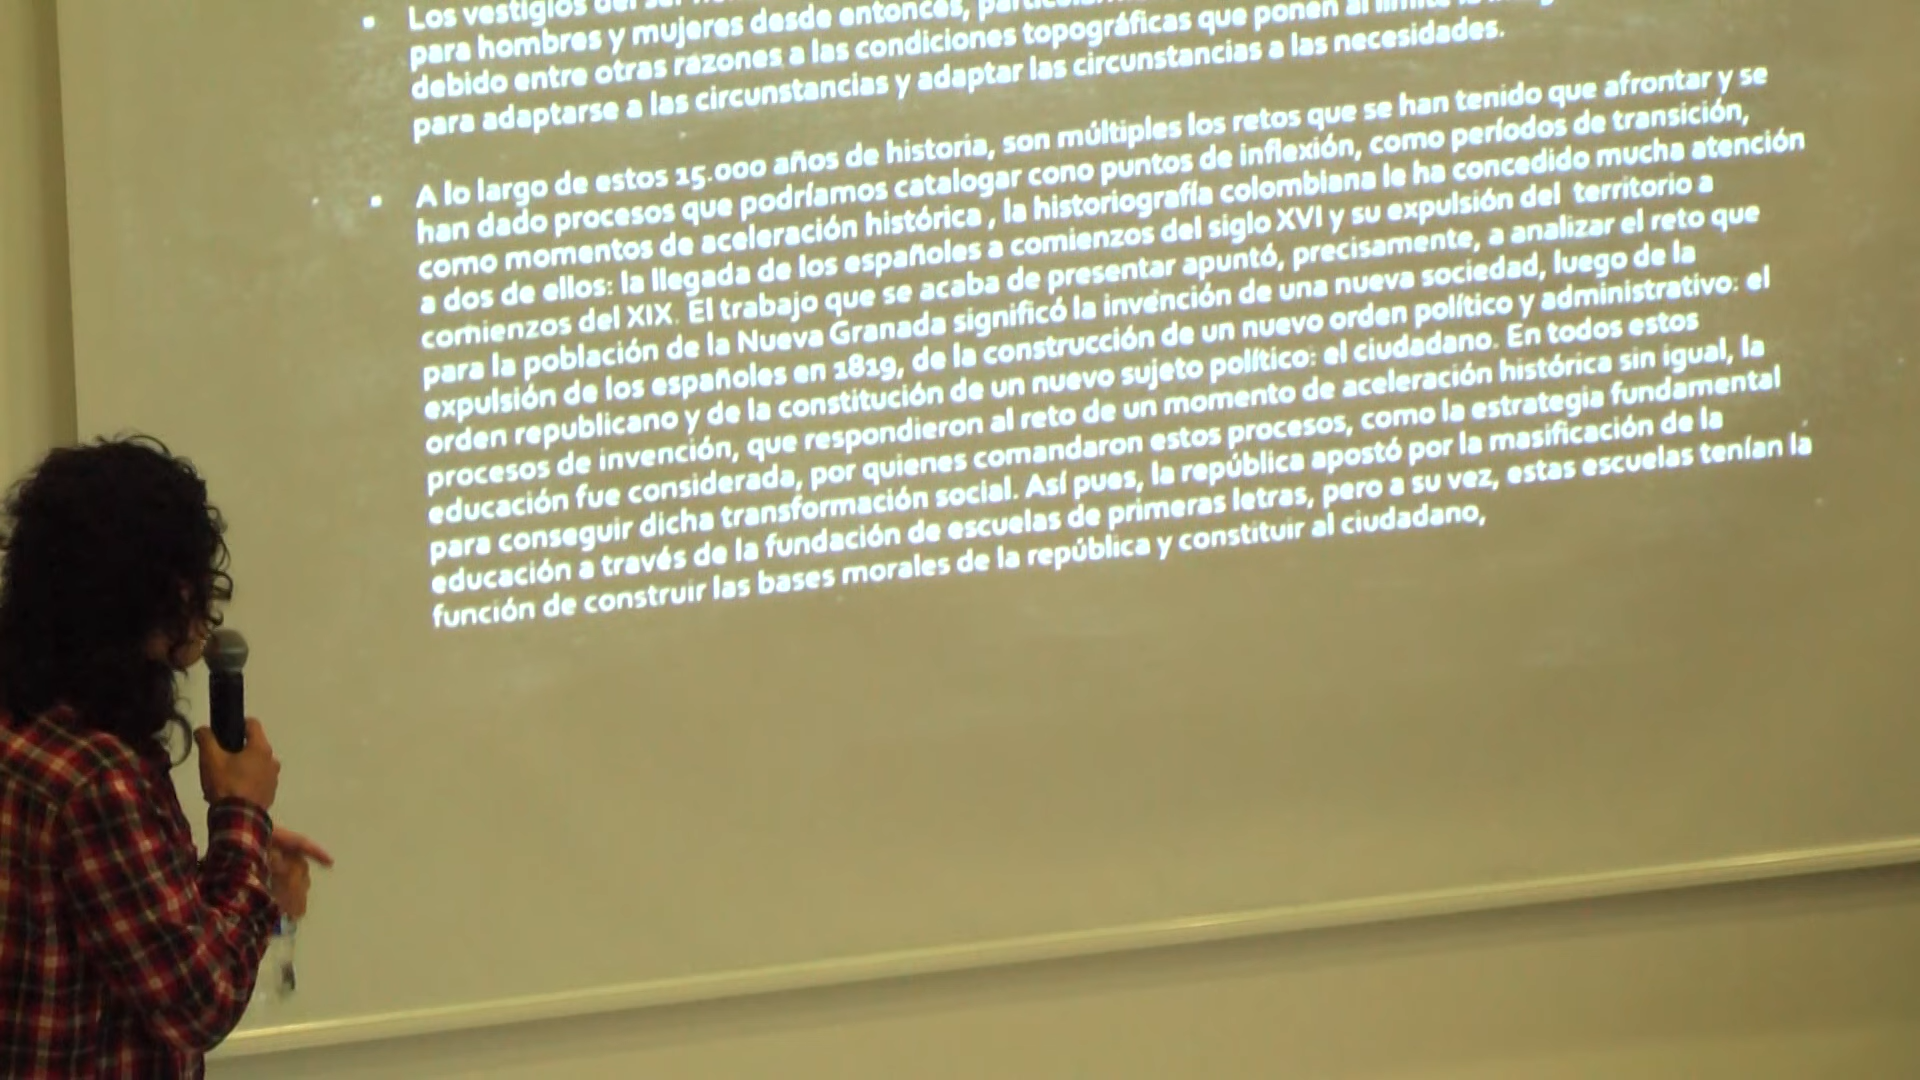 Los vestigios del
para hombres y mujeres desde entonces,
debido entre otras razones a las condiciones topográficas que ponen al límite
para adaptarse a las circunstancias y adaptar las circunstancias a las necesidades.
A lo largo de estos 15.000 años de historia, son múltiples los retos que se han tenido que afrontar y se
han dado procesos que podríamos catalogar cono puntos de inflexión, como períodos de transición,
como momentos de aceleración histórica , la historiografía colombiana le ha concedido mucha atención
a dos de ellos: la llegada de los españoles a comienzos del siglo XVI y su expulsión del territorio a
comienzos del XIX. El trabajo que se acaba de presentar apuntó, precisamente, a analizar el reto que
para la población de la Nueva Granada significó la invención de una nueva sociedad, luego de la
expulsión de los españoles en 1819, de la construcción de un nuevo orden político y administrativo: el
orden republicano y de la constitución de un nuevo sujeto político: el ciudadano. En todos estos
procesos de invención, que respondieron al reto de un momento de aceleración histórica sin igual, la
educación fue considerada, por quienes comandaron estos procesos, como la estrategia fundamental
para conseguir dicha transformación social. Así pues, la república apostó por la masificación de la
educación a través de la fundación de escuelas de primeras letras, pero a su vez, estas escuelas tenían la
función de construir las bases morales de la república y constituir al ciudadano,